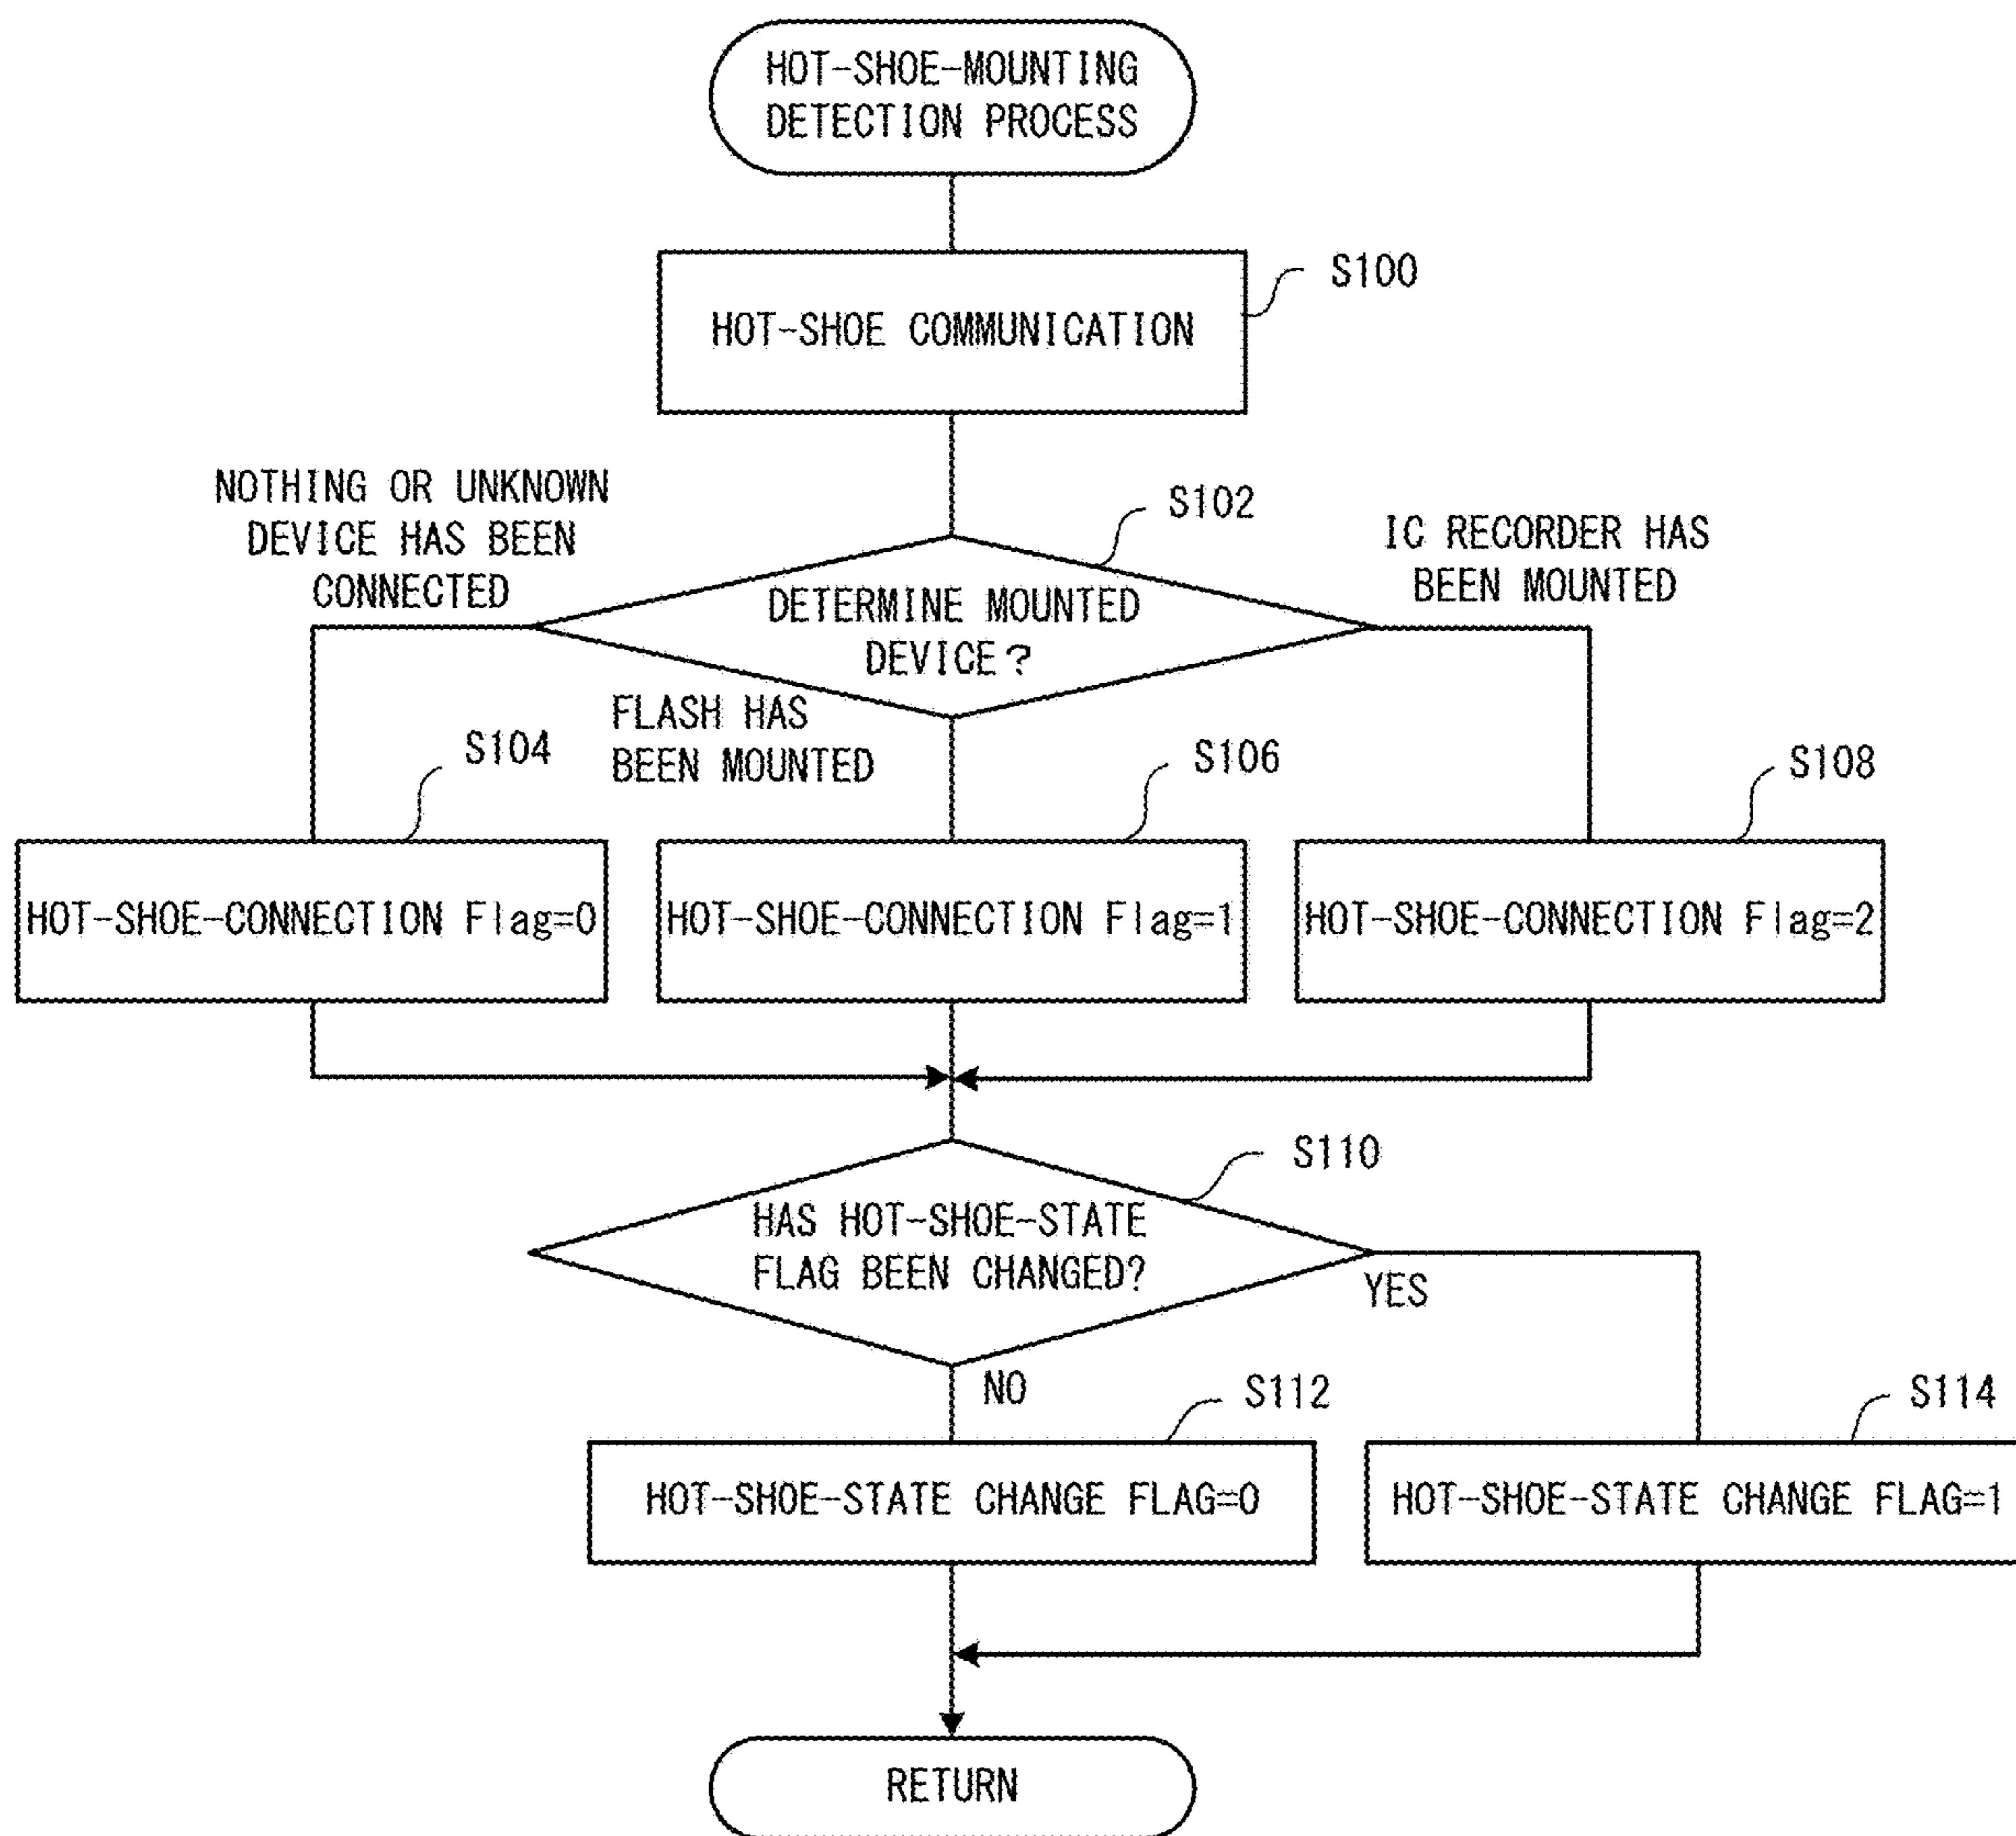 HOT-SHOE-MOUNTING
DETECTION PROCESS
S100
HOT-SHOE COMMUNICATION
NOTHING OR UNKNOWN
DEVICE HAS BEEN
CONNECTED
S102
IC RECORDER HAS
BEEN MOUNTED
DETERMINE MOUNTED
DEVICE?
FLASH HAS
BEEN MOUNTED
S104
S106
S108
HOT-SHOE-CONNECTION Flag=0
HOT-SHOE-CONNECTION Flag=1
HOT-SHOE-CONNECTION Flag=2
S110
HAS HOT-SHOE-STATE
FLAG BEEN CHANGED?
YES
NO
S112
S114
HOT-SHOE-STATE CHANGE FLAG=0
HOT-SHOE-STATE CHANGE FLAG=1
RETURN